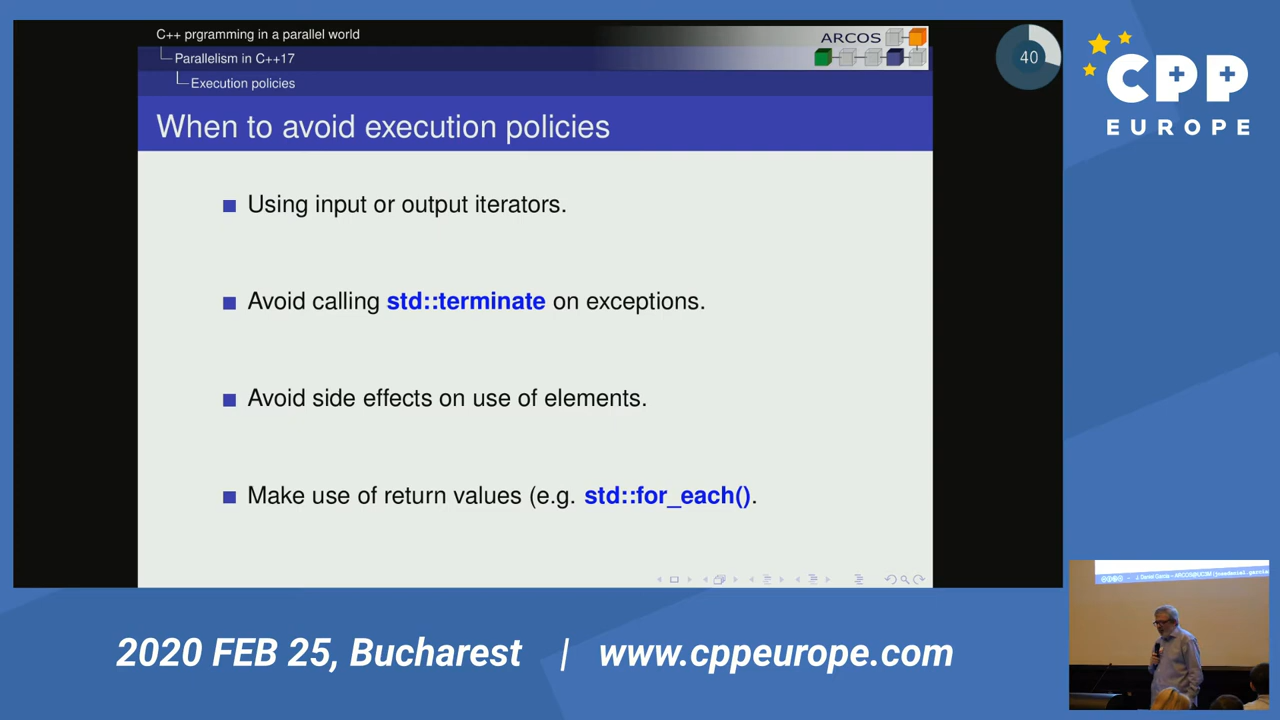 C++ prgramming in a parallel world
Parallelism in C++17
Execution policies
ARCOS
When to avoid execution policies
Using input or output iterators.
Avoid calling std::terminate on exceptions.
Avoid side effects on use of elements.
Make use of return values (e.g. std::for_each().
40
CPP
EUROPE
2020 FEB 25, Bucharest | www.cppeurope.com